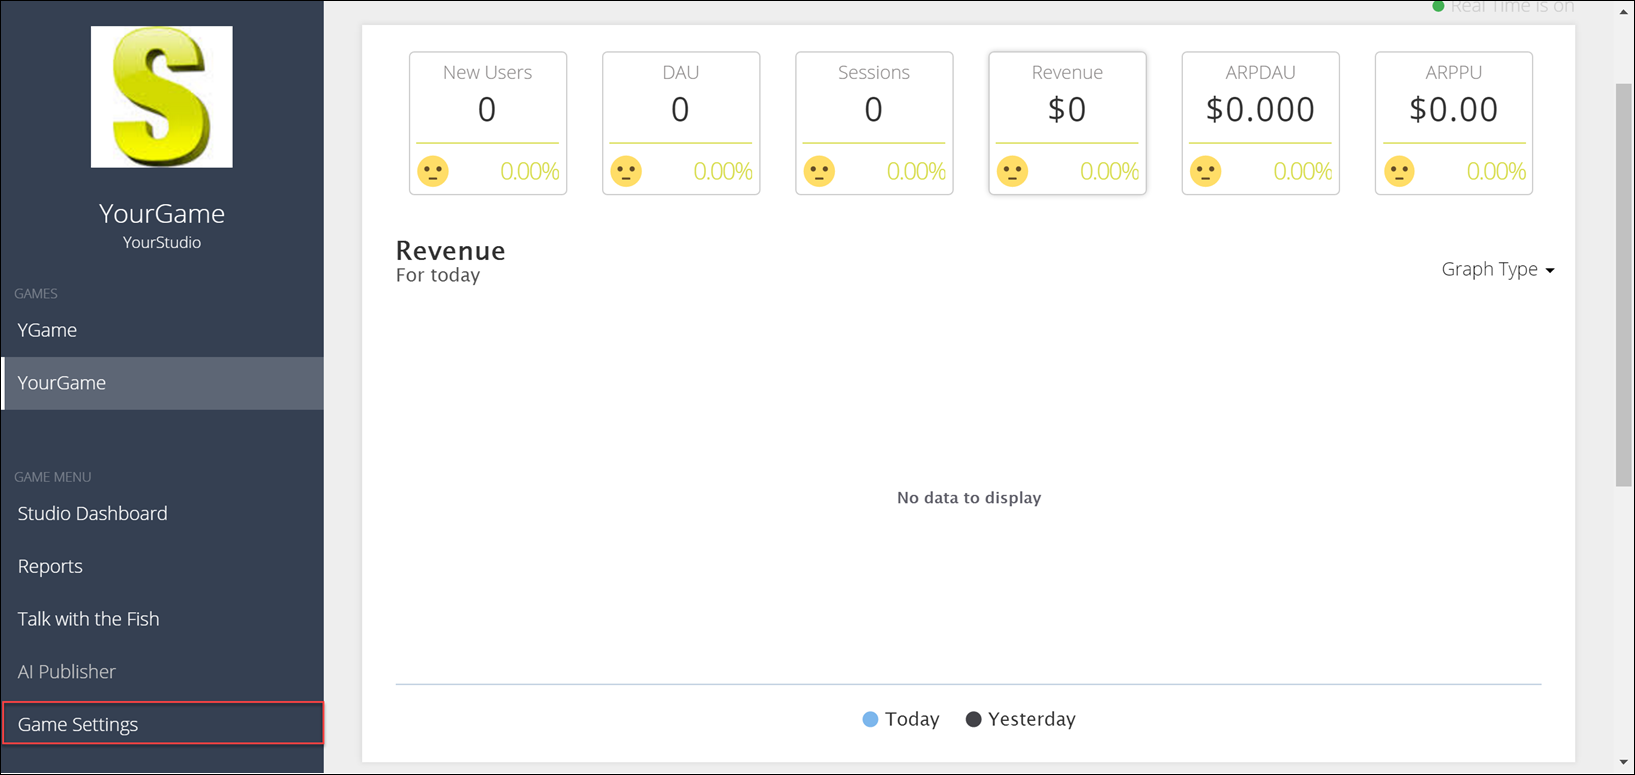 S
YourGame
YourStudio
GAMES
YGame
YourGame
GAME MENU
Studio Dashboard
Reports
Talk with the Fish
AI Publisher
Game Settings
Real Time is on
New Users
0
0.00%
DAU
0
0.00%
Sessions
0
0.00%
Revenue
$0
0.00%
ARPDAU
$0.000
0.00%
ARPPU
$0.00
0.00%
Revenue
For today
Graph Type
No data to display
Today Yesterday